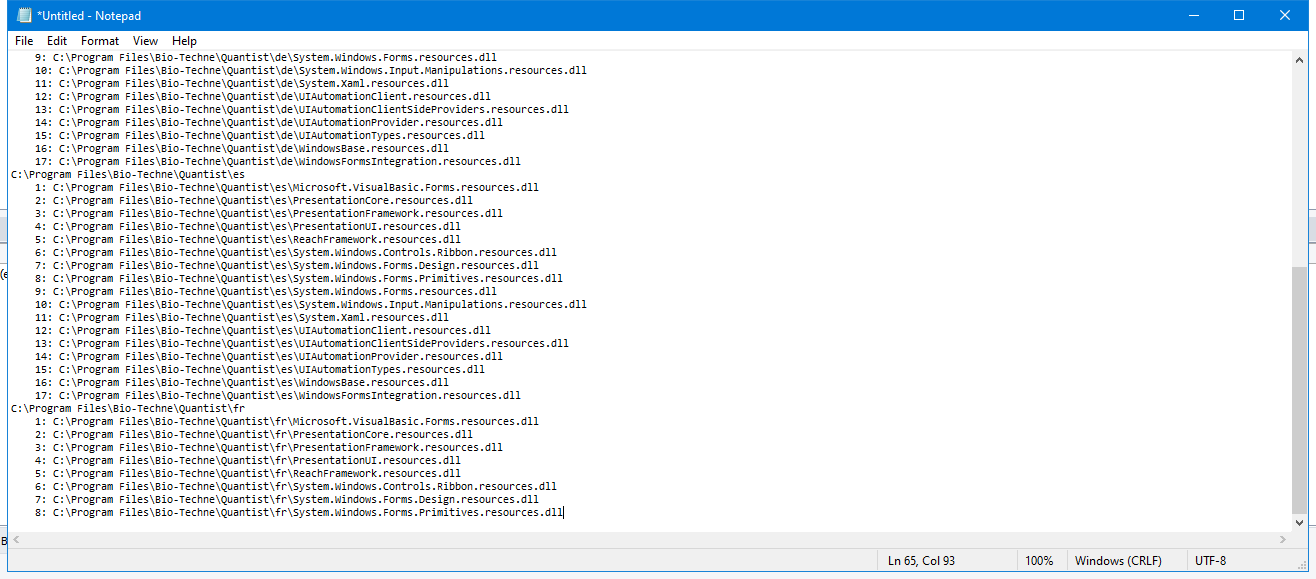 *Untitled - Notepad
File Edit Format View Help
9: C:\Program Files\Bio-Techne\Quantist\de\System.Windows.Forms.resources.dll
10: C:\Program Files\Bio-Techne\Quantist\de\System.Windows.Input.Manipulations.resources.dll
11: C:\Program Files\Bio-Techne\Quantist\de\System.Xaml.resources.dll
12: C:\Program Files\Bio-Techne\Quantist\de\UIAutomationClient.resources.dll
13: C:\Program Files\Bio-Techne\Quantist\de\UIAutomationClientSideProviders.resources.dll
14: C:\Program Files\Bio-Techne\Quantist\de\UIAutomationProvider.resources.dll
15: C:\Program Files\Bio-Techne\Quantist\de\UIAutomationTypes.resources.dll
16: C:\Program Files\Bio-Techne\Quantist\de\WindowsBase.resources.dll
17: C:\Program Files\Bio-Techne\Quantist\de\WindowsFormsIntegration.resources.dll
C:\Program Files\Bio-Techne\Quantist\es
1: C:\Program Files\Bio-Techne\Quantist\es\Microsoft.VisualBasic.Forms.resources.dll
2: C:\Program Files\Bio-Techne\Quantist\es\PresentationCore.resources.dll
3: C:\Program Files\Bio-Techne\Quantist\es\PresentationFramework.resources.dll
4: C:\Program Files\Bio-Techne\Quantist\es\PresentationUI.resources.dll
5: C:\Program Files\Bio-Techne\Quantist\es\ReachFramework.resources.dll
6: C:\Program Files\Bio-Techne\Quantist\es\System.Windows.Controls.Ribbon.resources.dll
7: C:\Program Files\Bio-Techne\Quantist\es\System.Windows.Forms.Design.resources.dll
8: C:\Program Files\Bio-Techne\Quantist\es\System.Windows.Forms.Primitives.resources.dll
9: C:\Program Files\Bio-Techne\Quantist\es\System.Windows.Forms.resources.dll
10: C:\Program Files\Bio-Techne\Quantist\es\System.Windows.Input.Manipulations.resources.dll
11: C:\Program Files\Bio-Techne\Quantist\es\System.Xaml.resources.dll
12: C:\Program Files\Bio-Techne\Quantist\es\UIAutomationClient.resources.dll
13: C:\Program Files\Bio-Techne\Quantist\es\UIAutomationClientSideProviders.resources.dll
14: C:\Program Files\Bio-Techne\Quantist\es\UIAutomationProvider.resources.dll
15: C:\Program Files\Bio-Techne\Quantist\es\UIAutomationTypes.resources.dll
16: C:\Program Files\Bio-Techne\Quantist\es\WindowsBase.resources.dll
17: C:\Program Files\Bio-Techne\Quantist\es\WindowsFormsIntegration.resources.dll
C:\Program Files\Bio-Techne\Quantist\fr
1: C:\Program Files\Bio-Techne\Quantist\fr\Microsoft.VisualBasic.Forms.resources.dll
2: C:\Program Files\Bio-Techne\Quantist\fr\PresentationCore.resources.dll
3: C:\Program Files\Bio-Techne\Quantist\fr\PresentationFramework.resources.dll
4: C:\Program Files\Bio-Techne\Quantist\fr\PresentationUI.resources.dll
5: C:\Program Files\Bio-Techne\Quantist\fr\ReachFramework.resources.dll
6: C:\Program Files\Bio-Techne\Quantist\fr\System.Windows.Controls.Ribbon.resources.dll
7: C:\Program Files\Bio-Techne\Quantist\fr\System.Windows.Forms.Design.resources.dll
8: C:\Program Files\Bio-Techne\Quantist\fr\System.Windows.Forms.Primitives.resources.dll
Ln 65, Col 93 100% Windows (CRLF) UTF-8